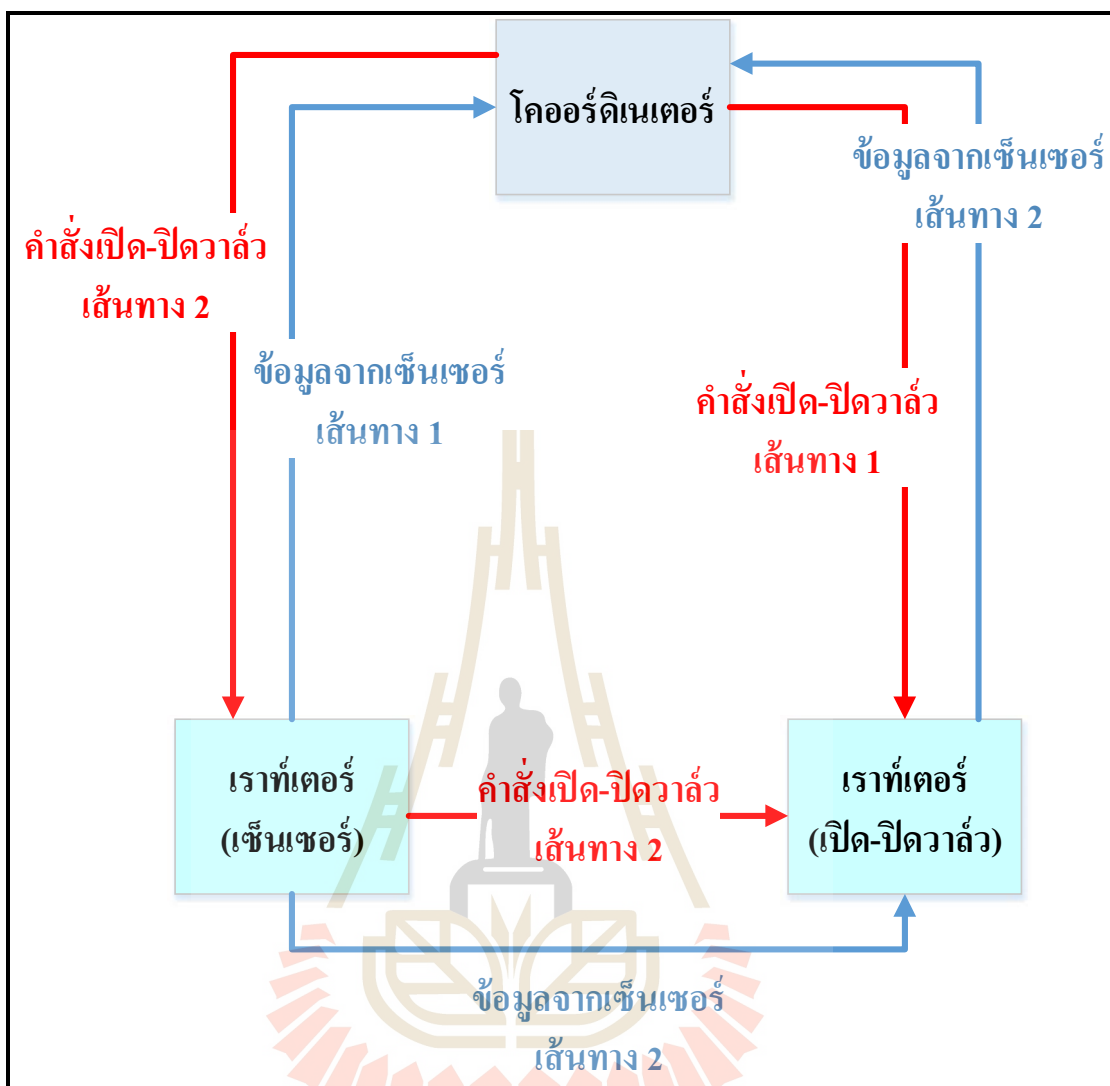 โคออร์ดิเนเตอร์
ข้อมูลจากเซ็นเซอร์
เส้นทาง 2
คำสั่งเปิด-ปิดวาล์ว
เส้นทาง 2
ข้อมูลจากเซ็นเซอร์
เส้นทาง 1
คำสั่งเปิด-ปิดวาล์ว
เส้นทาง 1
เราท์เตอร์
(เซ็นเซอร์)
คำสั่งเปิด-ปิดวาล์ว
เส้นทาง 2
เราท์เตอร์
(เปิด-ปิดวาล์ว)
ข้อมูลจากเซ็นเซอร์
เส้นทาง 2